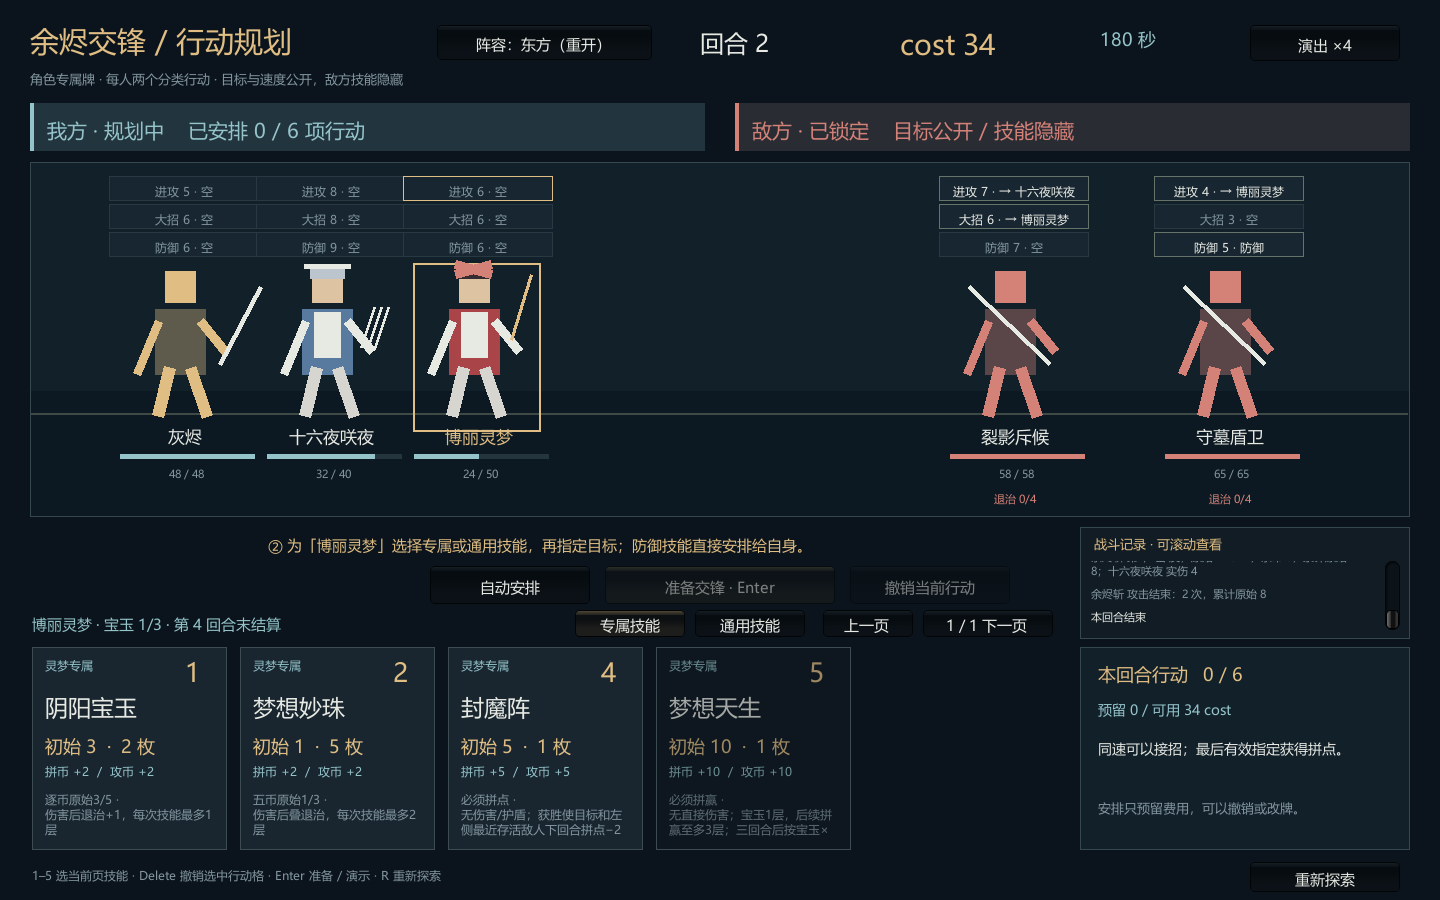 余烬交锋 / 行动规划
阵容：东方（重开）
回合 2
cost 34
180 秒
演出 ×4
角色专属牌 · 每人两个分类行动 · 目标与速度公开，敌方技能隐藏
我方 · 规划中 已安排 0 / 6 项行动
敌方 · 已锁定 目标公开 / 技能隐藏
进攻 5 · 空
进攻 8 · 空
进攻 6 · 空
大招 6 · 空
大招 8 · 空
大招 6 · 空
防御 6 · 空
防御 9 · 空
防御 6 · 空
进攻 7 · → 十六夜咲夜
大招 6 · → 博丽灵梦
防御 7 · 空
进攻 4 · → 博丽灵梦
大招 3 · 空
防御 5 · 防御
灰烬
十六夜咲夜
博丽灵梦
裂影斥候
守墓盾卫
48 / 48
32 / 40
24 / 50
58 / 58
65 / 65
退治 0/4
退治 0/4
② 为「博丽灵梦」选择专属或通用技能，再指定目标；防御技能直接安排给自身。
自动安排
准备交锋 · Enter
撤销当前行动
博丽灵梦 · 宝玉 1/3 · 第 4 回合末结算
专属技能
通用技能
上一页
1 / 1 下一页
战斗记录 · 可滚动查看
8；十六夜咲夜 实伤 4
余烬斩 攻击结束：2 次，累计原始 8
本回合结束
灵梦专属
1
阴阳宝玉
初始 3 · 2 枚
拼币 +2 / 攻币 +2
逐币原始3/5 ·
伤害后退治+1，每次技能最多1
层
灵梦专属
2
梦想妙珠
初始 1 · 5 枚
拼币 +2 / 攻币 +2
五币原始1/3 ·
伤害后叠退治，每次技能最多2
层
灵梦专属
4
封魔阵
初始 5 · 1 枚
拼币 +5 / 攻币 +5
必须拼点 ·
无伤害/护盾；获胜使目标和左
侧最近存活敌人下回合拼点−2
灵梦专属
5
梦想天生
初始 10 · 1 枚
拼币 +10 / 攻币 +10
必须拼赢 ·
无直接伤害；宝玉1层，后续拼
赢至多3层；三回合后按宝玉×
本回合行动 0 / 6
预留 0 / 可用 34 cost
同速可以接招；最后有效指定获得拼点。
安排只预留费用，可以撤销或改牌。
1–5 选当前页技能 · Delete 撤销选中行动格 · Enter 准备 / 演示 · R 重新探索
重新探索